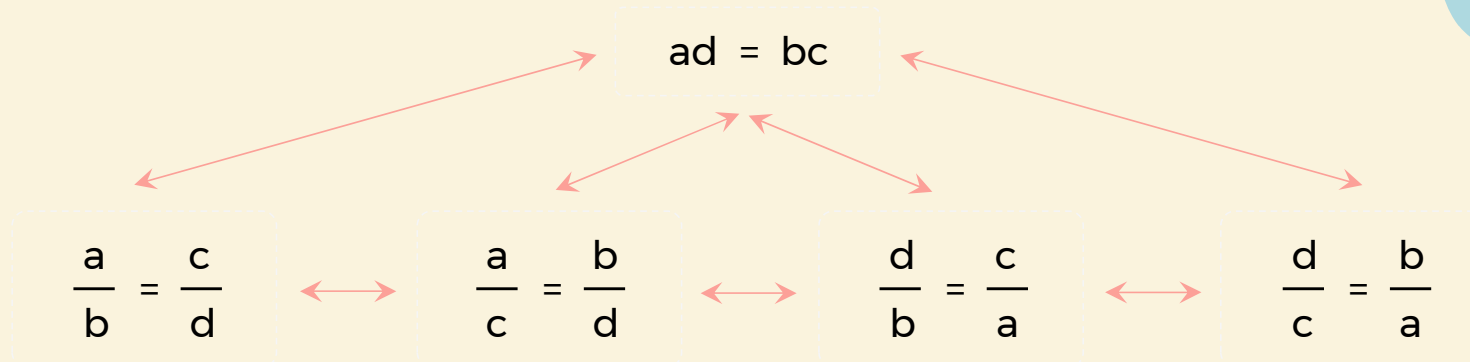 ad = bc
a/b = c/d
a/c = b/d
d/b = c/a
d/c = b/a